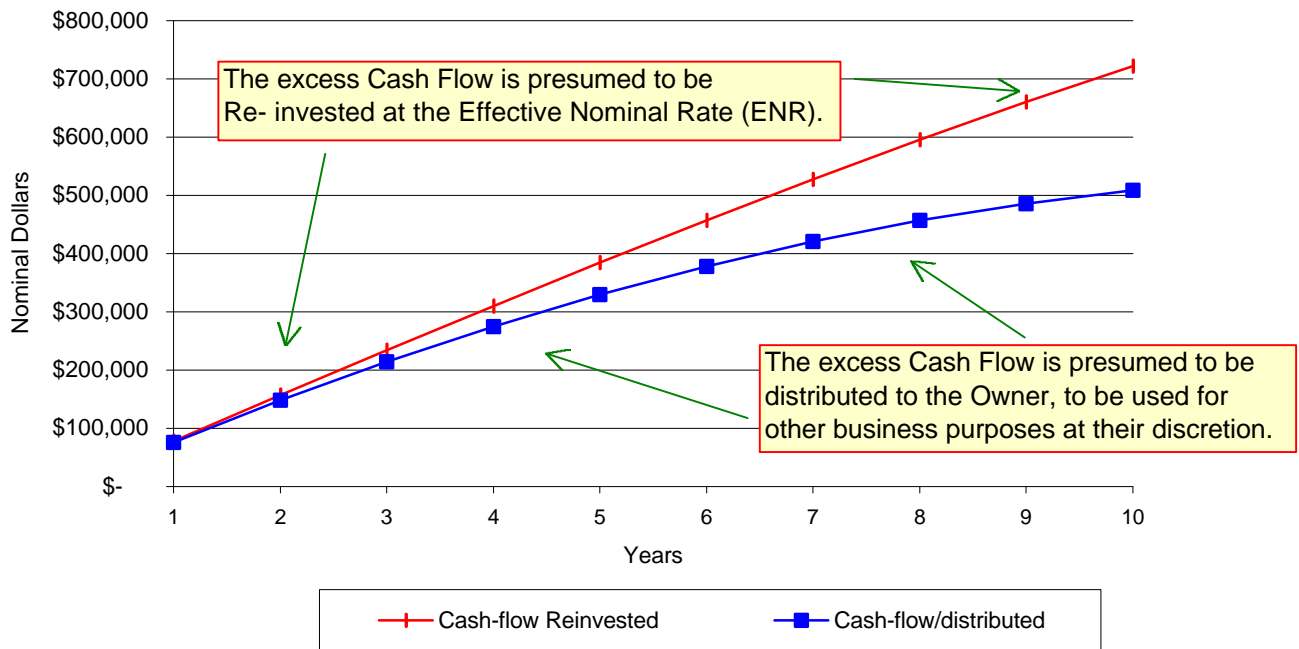 $800,000
$700,000
$600,000
$500,000
$400,000
$300,000
$200,000
$100,000
$-
Nominal Dollars
The excess Cash Flow is presumed to be
Re- invested at the Effective Nominal Rate (ENR).
The excess Cash Flow is presumed to be
distributed to the Owner, to be used for
other business purposes at their discretion.
1 2 3 4 5 6 7 8 9 10
Years
Cash-flow Reinvested Cash-flow/distributed